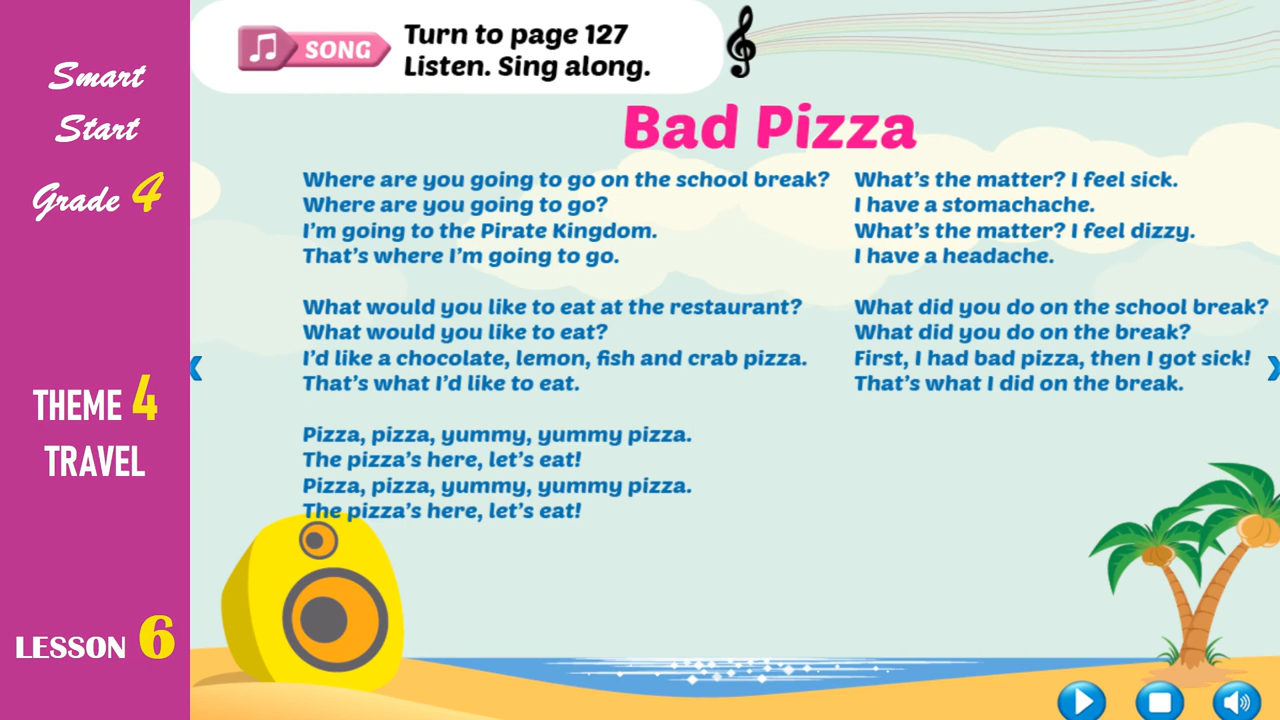 Smart
Start
Grade 4
THEME 4
TRAVEL
LESSON 6
SONG
Turn to page 127
Listen. Sing along.
Bad Pizza
Where are you going to go on the school break?
Where are you going to go?
I'm going to the Pirate Kingdom.
That's where I'm going to go.
What would you like to eat at the restaurant?
What would you like to eat?
I'd like a chocolate, lemon, fish and crab pizza.
That's what I'd like to eat.
Pizza, pizza, yummy, yummy pizza.
The pizza's here, let's eat!
Pizza, pizza, yummy, yummy pizza.
The pizza's here, let's eat!
What's the matter? I feel sick.
I have a stomachache.
What's the matter? I feel dizzy.
I have a headache.
What did you do on the school break?
What did you do on the break?
First, I had bad pizza, then I got sick!
That's what I did on the break.